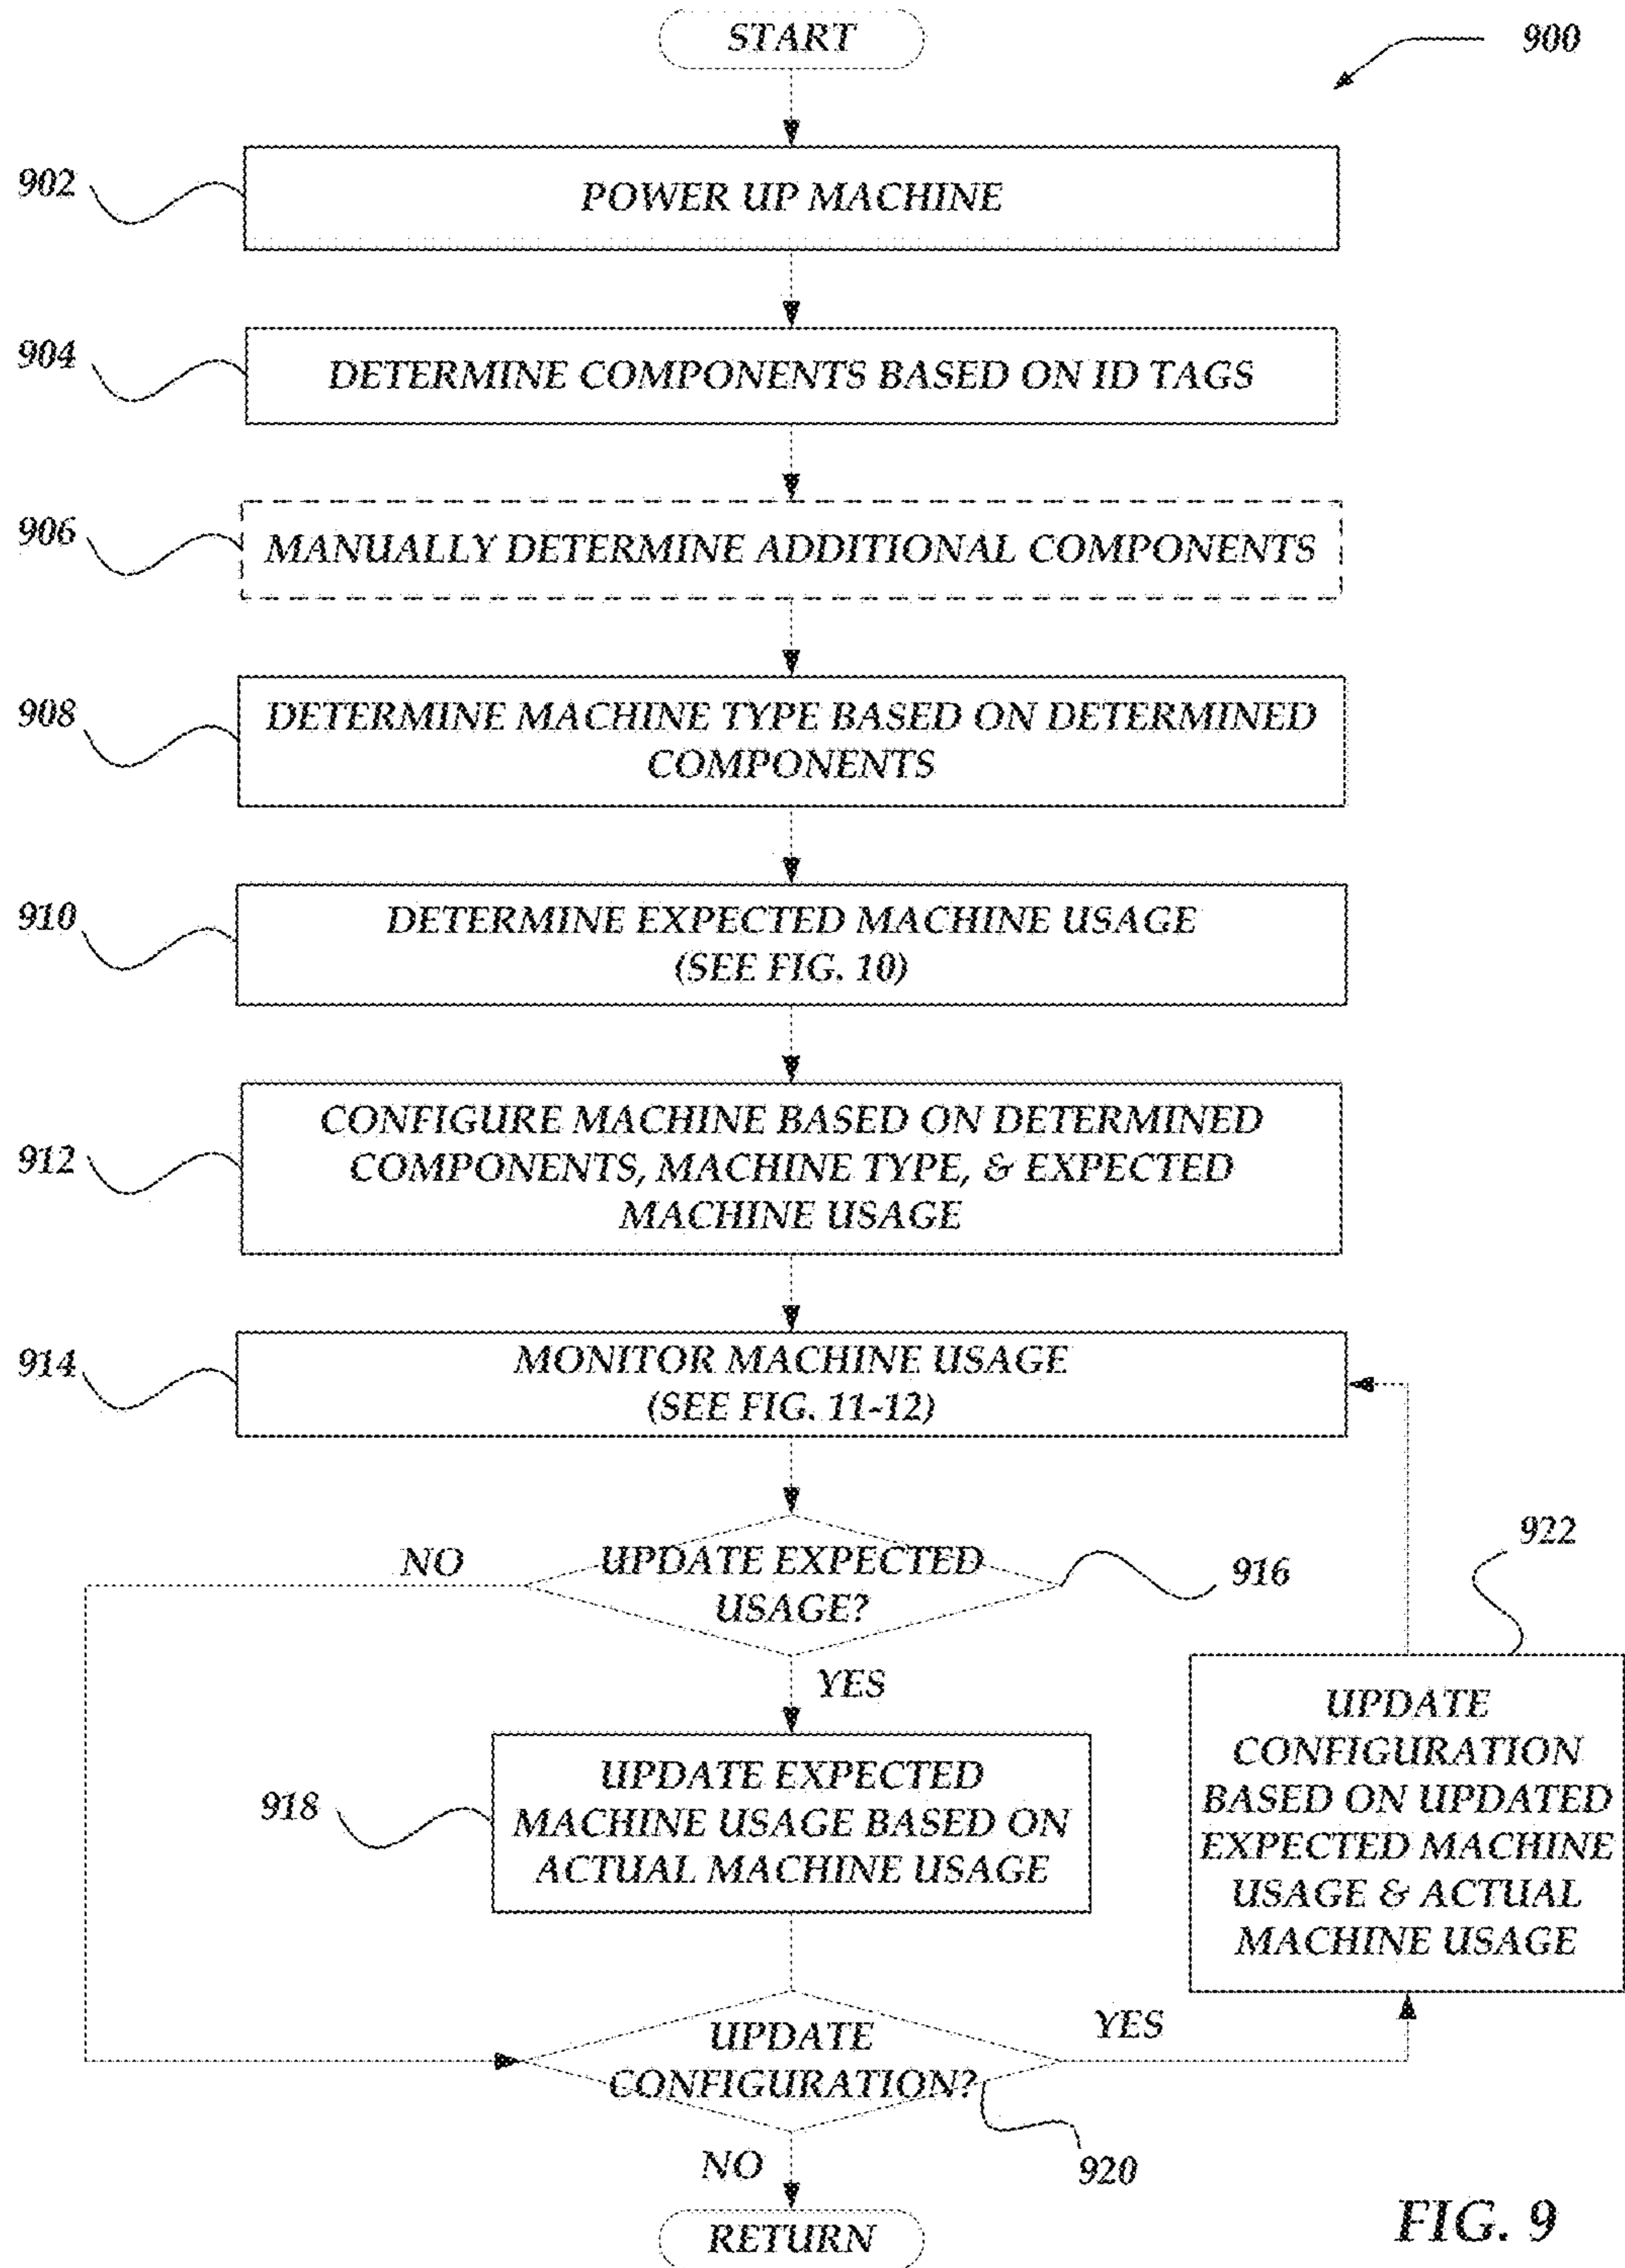 START
900
902
POWER UP MACHINE
904
DETERMINE COMPONENTS BASED ON ID TAGS
906
MANUALLY DETERMINE ADDITIONAL COMPONENTS
908
DETERMINE MACHINE TYPE BASED ON DETERMINED
COMPONENTS
910
DETERMINE EXPECTED MACHINE USAGE
(SEE FIG. 10)
912
CONFIGURE MACHINE BASED ON DETERMINED
COMPONENTS, MACHINE TYPE, & EXPECTED
MACHINE USAGE
914
MONITOR MACHINE USAGE
(SEE FIG. 11-12)
NO
UPDATE EXPECTED
USAGE?
916
YES
918
UPDATE EXPECTED
MACHINE USAGE BASED ON
ACTUAL MACHINE USAGE
922
UPDATE
CONFIGURATION
BASED ON UPDATED
EXPECTED MACHINE
USAGE & ACTUAL
MACHINE USAGE
UPDATE
CONFIGURATION?
YES
920
NO
RETURN
FIG. 9